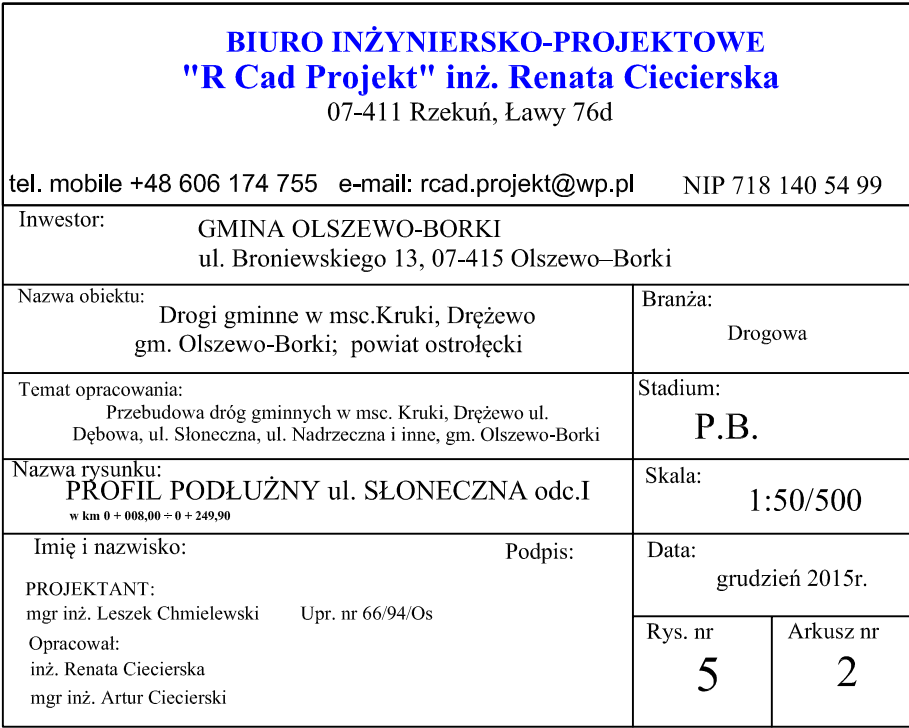 BIURO INŻYNIERSKO-PROJEKTOWE
"R Cad Projekt" inż. Renata Ciecierska
07-411 Rzekuń, Ławy 76d
tel. mobile +48 606 174 755 e-mail: rcad.projekt@wp.pl NIP 718 140 54 99
Inwestor:
GMINA OLSZEWO-BORKI
ul. Broniewskiego 13, 07-415 Olszewo–Borki
Nazwa obiektu:
Drogi gminne w msc.Kruki, Drężewo
gm. Olszewo-Borki; powiat ostrołęcki
Branża:
Drogowa
Temat opracowania:
Przebudowa dróg gminnych w msc. Kruki, Drężewo ul.
Dębowa, ul. Słoneczna, ul. Nadrzeczna i inne, gm. Olszewo-Borki
Stadium:
P.B.
Nazwa rysunku:
PROFIL PODŁUŻNY ul. SŁONECZNA odc.I
w km 0 + 008,00 ÷ 0 + 249,90
Skala:
1:50/500
Imię i nazwisko: Podpis:
PROJEKTANT:
mgr inż. Leszek Chmielewski Upr. nr 66/94/Os
Opracował:
inż. Renata Ciecierska
mgr inż. Artur Ciecierski
Data:
grudzień 2015r.
Rys. nr
5
Arkusz nr
2